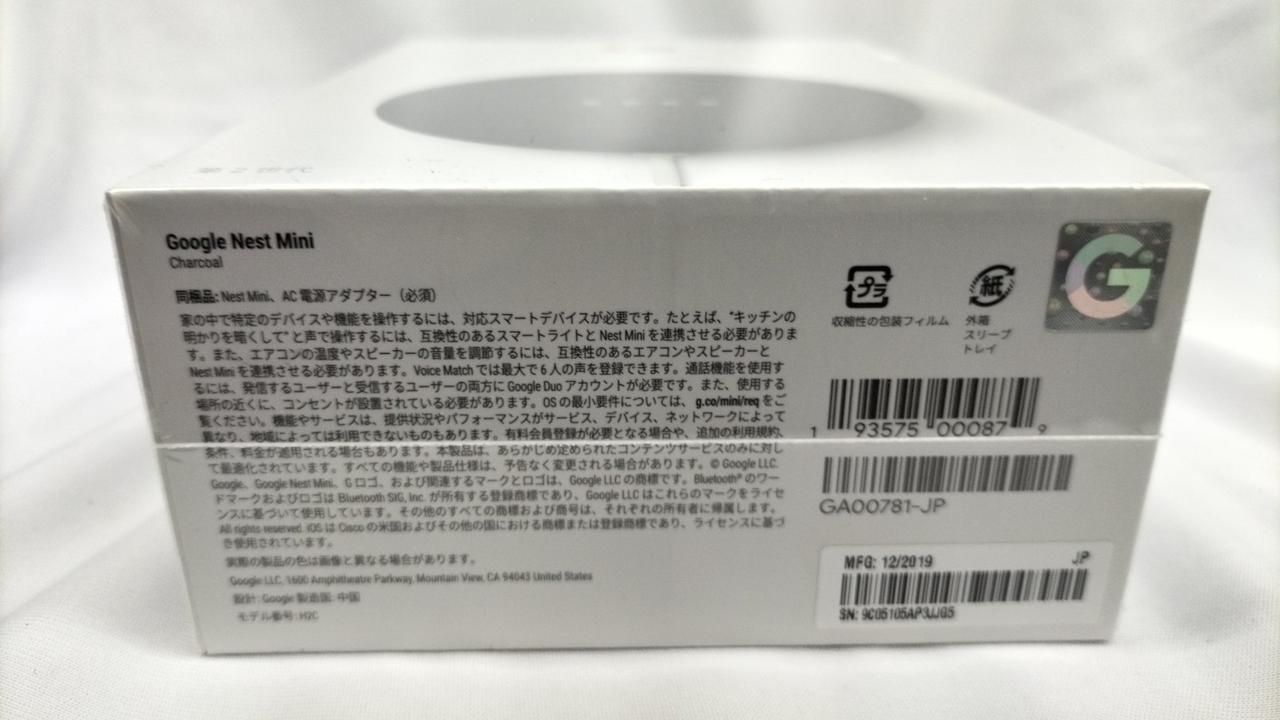 第2世代
Google Nest Mini
Charcoal
同梱品: Nest Mini、AC 電源アダプター（必須）
家の中で特定のデバイスや機能を操作するには、対応スマートデバイスが必要です。たとえば、"キッチンの
明かりを暗くして" と声で操作するには、互換性のあるスマートライトと Nest Mini を連携させる必要がありま
す。また、エアコンの温度やスピーカーの音量を調節するには、互換性のあるエアコンやスピーカーと
Nest Mini を連携させる必要があります。Voice Match では最大で 6 人の声を登録できます。通話機能を使用す
るには、発信するユーザーと受信するユーザーの両方に Google Duo アカウントが必要です。また、使用する
場所の近くに、コンセントが設置されている必要があります。OS の最小要件については、g.co/mini/req をご
覧ください。機能やサービスは、提供状況やパフォーマンスがサービス、デバイス、ネットワークによって
異なり、地域によっては利用できないものもあります。有料会員登録が必要となる場合や、追加の利用規約、
条件、料金が適用される場合もあります。本製品は、あらかじめ定められたコンテンツサービスのみに対し
て最適化されています。すべての機能や製品仕様は、予告なく変更される場合があります。© Google LLC.
Google、Google Nest Mini、G ロゴ、および関連するマークとロゴは、Google LLC の商標です。Bluetooth® のワー
ドマークおよびロゴは Bluetooth SIG, Inc. が所有する登録商標であり、Google LLC はこれらのマークをライセ
ンスに基づいて使用しています。その他のすべての商標および商号は、それぞれの所有者に帰属します。
All rights reserved. iOS は Cisco の米国およびその他の国における商標または登録商標であり、ライセンスに基づ
き使用されています。
実際の製品の色は画像と異なる場合があります。
Google LLC, 1600 Amphitheatre Parkway, Mountain View, CA 94043 United States
設計: Google 製造国: 中国
モデル番号: H2C
プラ
収縮性の包装フィルム
紙
外箱
スリーブ
トレイ
G
1 93575 00087 9
GA00781-JP
MFG: 12/2019 JP
SN: 9C05105AP3JJG5